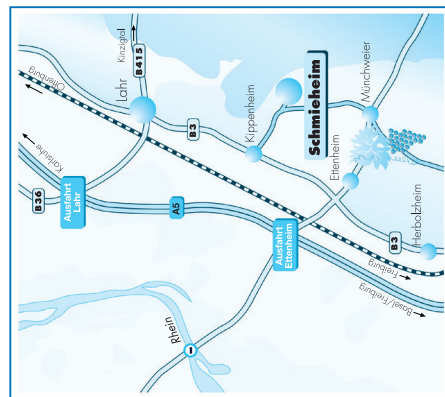 Offenburg
Kinzigtal
B415
Lahr
Karlsruhe
B36
Ausfahrt
Lahr
A5
B3
Kippenheim
Schmieheim
Münchweier
Ettenheim
Ausfahrt
Ettenheim
B3
Herbolzheim
Freiburg
Basel/Freiburg
Rhein